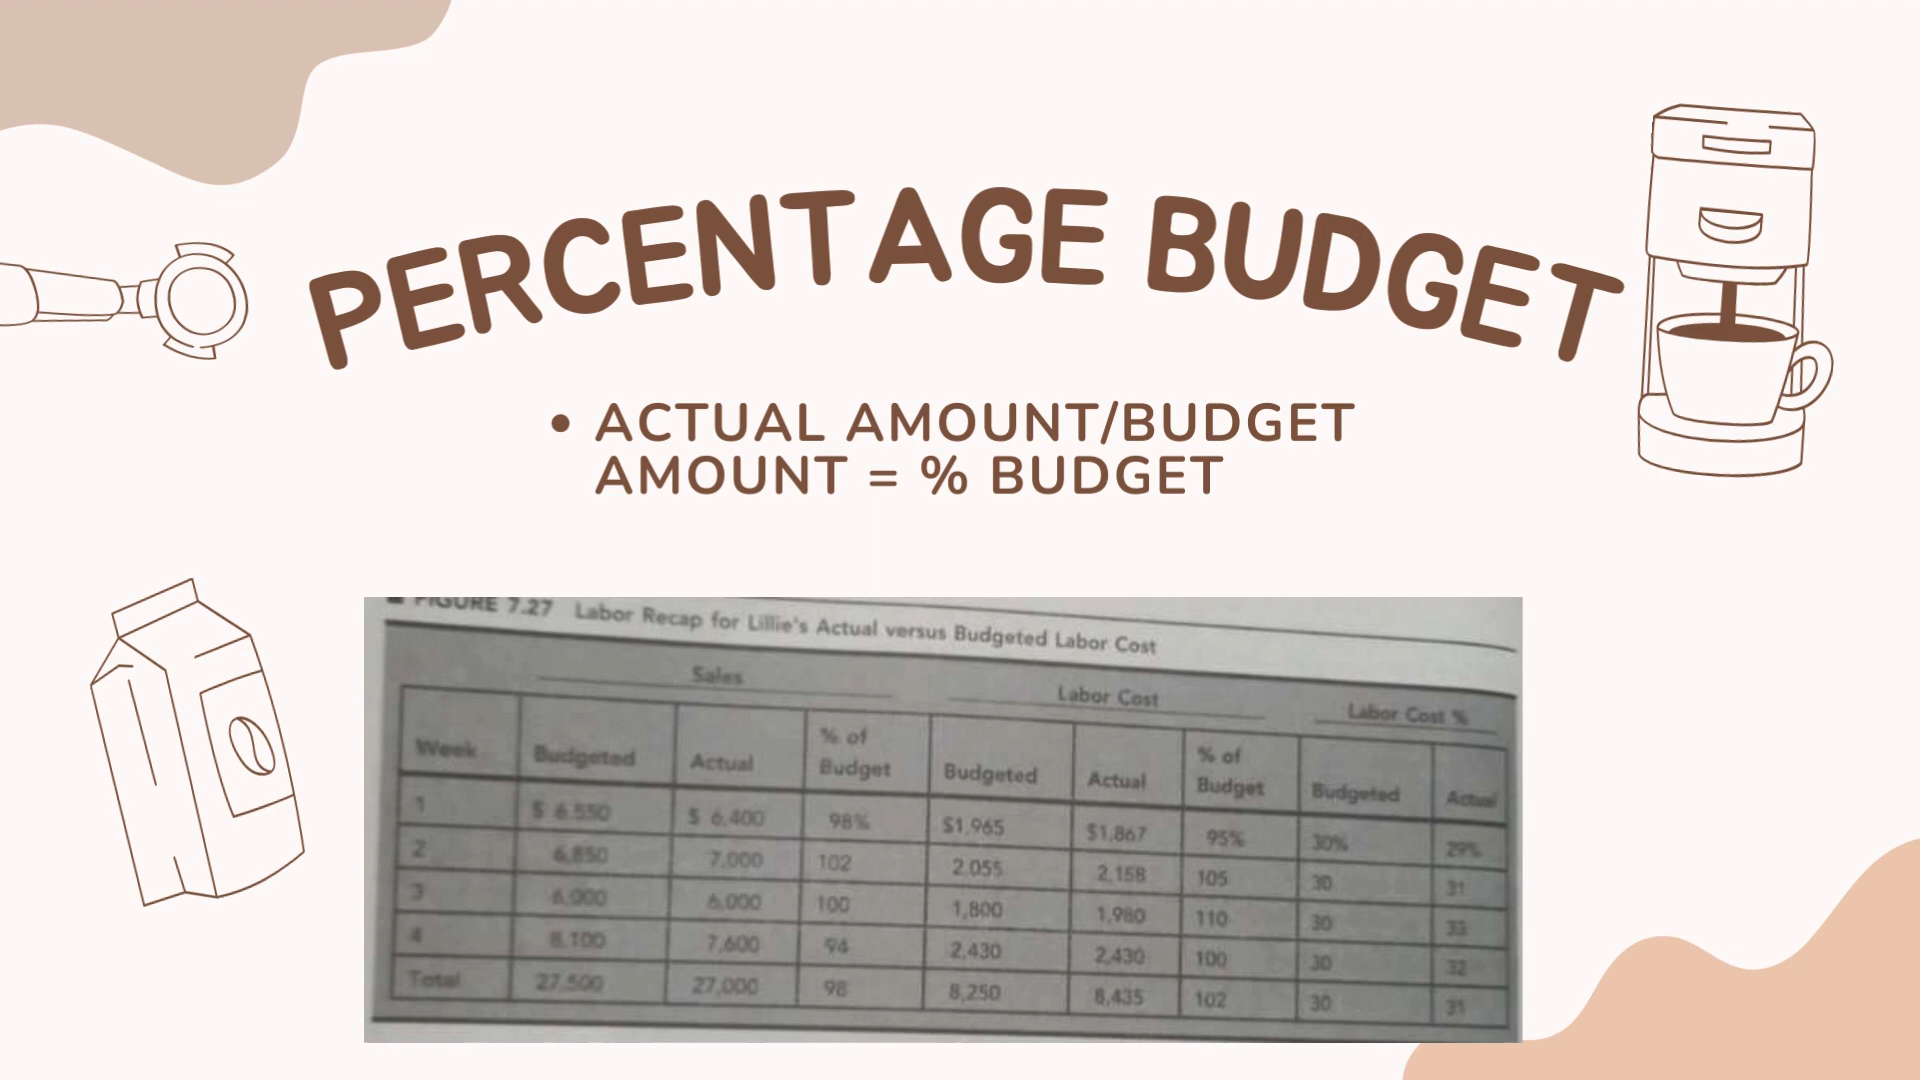 PERCENTAGE BUDGET
• ACTUAL AMOUNT/BUDGET
AMOUNT = % BUDGET
FIGURE 7.27 Labor Recap for Lillie's Actual versus Budgeted Labor Cost
Sales Labor Cost Labor Cost %
Week Budgeted Actual % of Budget Budgeted Actual % of Budget Budgeted Actual
1 $ 6,550 $ 6,400 98% $1,965 $1,867 95% 30% 29%
2 6,850 7,000 102 2,055 2,158 105 30 31
3 6,000 6,000 100 1,800 1,980 110 30 33
4 8,100 7,600 94 2,430 2,430 100 30 32
Total 27,500 27,000 98 8,250 8,435 102 30 31